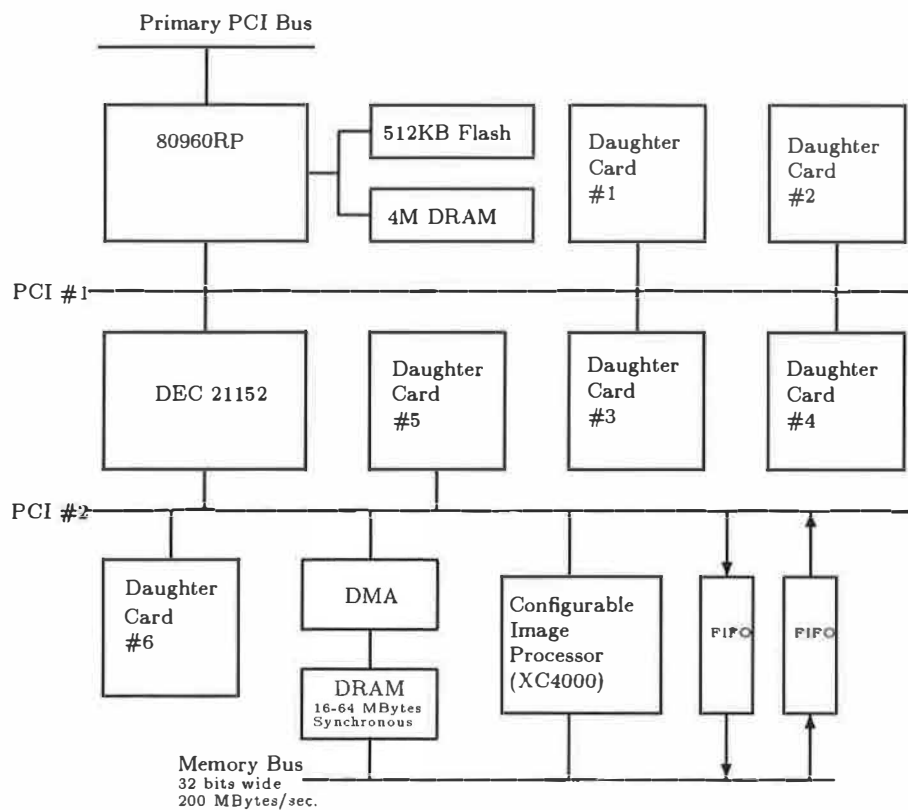 Primary PCI Bus
80960RP
512KB Flash
4M DRAM
Daughter
Card
#1
Daughter
Card
#2
PCI #1
DEC 21152
Daughter
Card
#5
Daughter
Card
#3
Daughter
Card
#4
PCI #2
Daughter
Card
#6
DMA
DRAM
16-64 MBytes
Synchronous
Configurable
Image
Processor
(XC4000)
FIFO
FIFO
Memory Bus
32 bits wide
200 MBytes/sec.